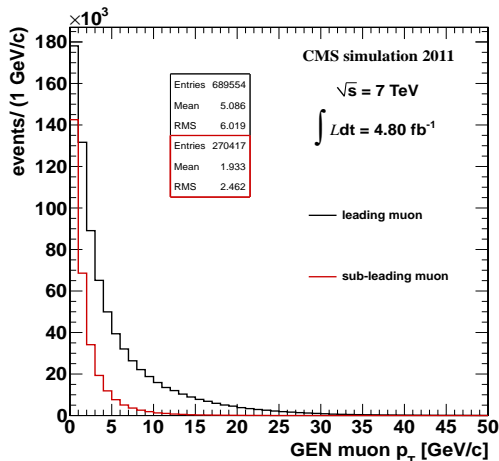 ×10³
events/ (1 GeV/c)
180
160
140
120
100
80
60
40
20
0
CMS simulation 2011
√s = 7 TeV
∫ Ldt = 4.80 fb⁻¹
Entries 689554
Mean 5.086
RMS 6.019
Entries 270417
Mean 1.933
RMS 2.462
leading muon
sub-leading muon
0 5 10 15 20 25 30 35 40 45 50
GEN muon p_T [GeV/c]